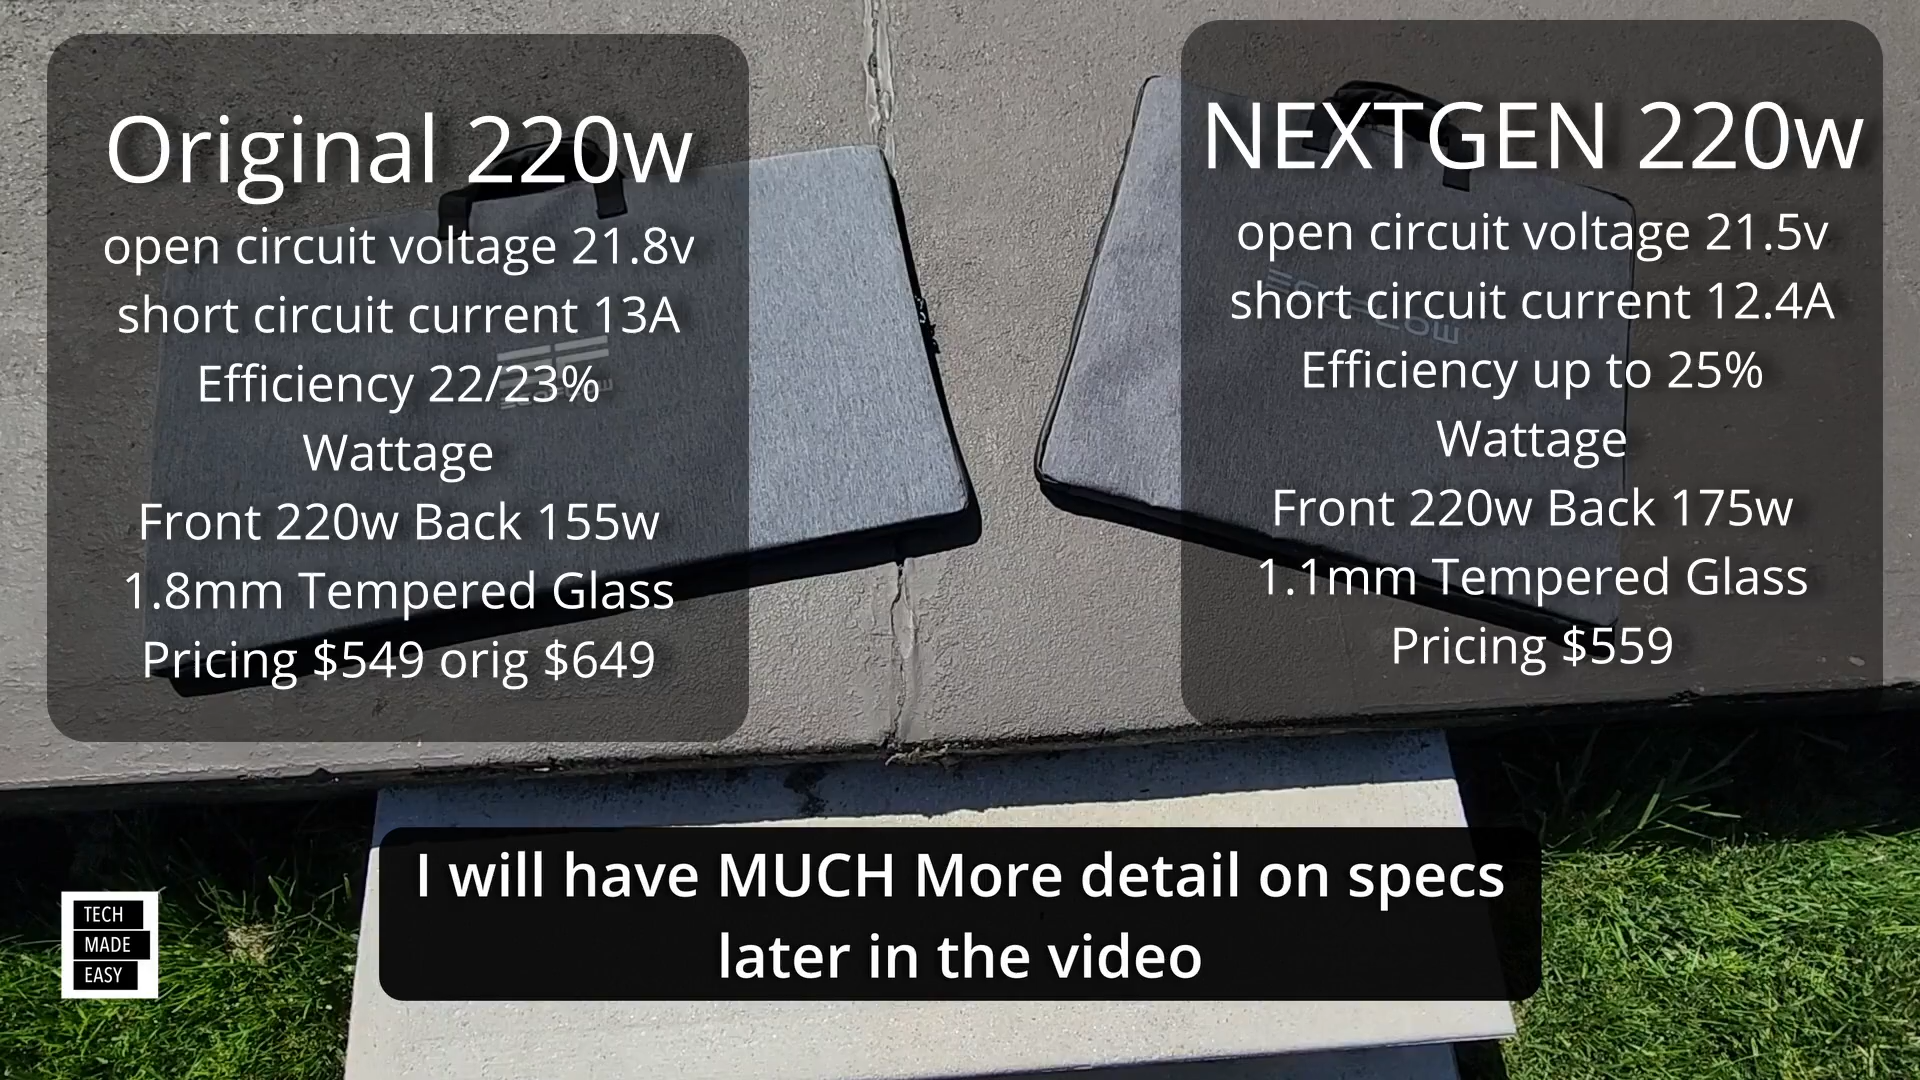 Original 220w
open circuit voltage 21.8v
short circuit current 13A
Efficiency 22/23%
Wattage
Front 220w Back 155w
1.8mm Tempered Glass
Pricing $549 orig $649
NEXTGEN 220w
open circuit voltage 21.5v
short circuit current 12.4A
Efficiency up to 25%
Wattage
Front 220w Back 175w
1.1mm Tempered Glass
Pricing $559
ECOFLOW
ECOFLOW
I will have MUCH More detail on specs
later in the video
TECH
MADE
EASY